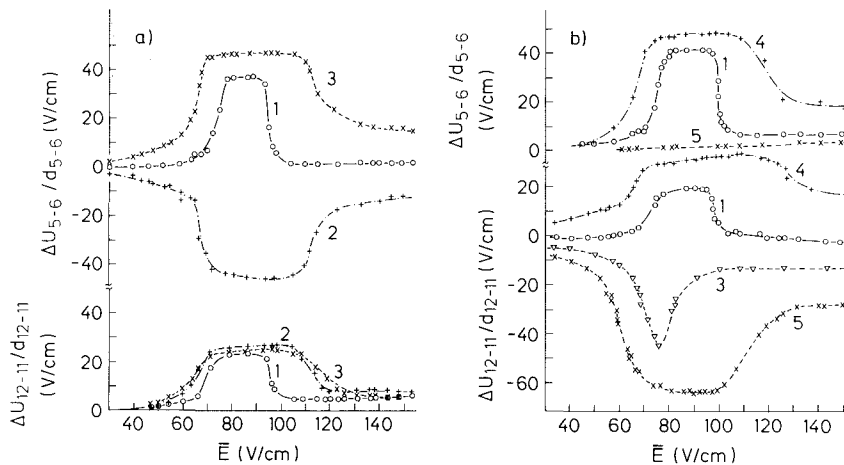 a)
ΔU5-6 / d5-6 (V/cm)
40
20
0
-20
-40
3
1
2
ΔU12-11/d12-11
(V/cm)
40
20
0
2
1
3
40 60 80 100 120 140
E̅ (V/cm)
b)
ΔU5-6/d5-6
(V/cm)
40
20
0
4
1
5
ΔU12-11/d12-11 (V/cm)
20
0
-20
-40
-60
4
1
3
5
40 60 80 100 120 140
E̅ (V/cm)